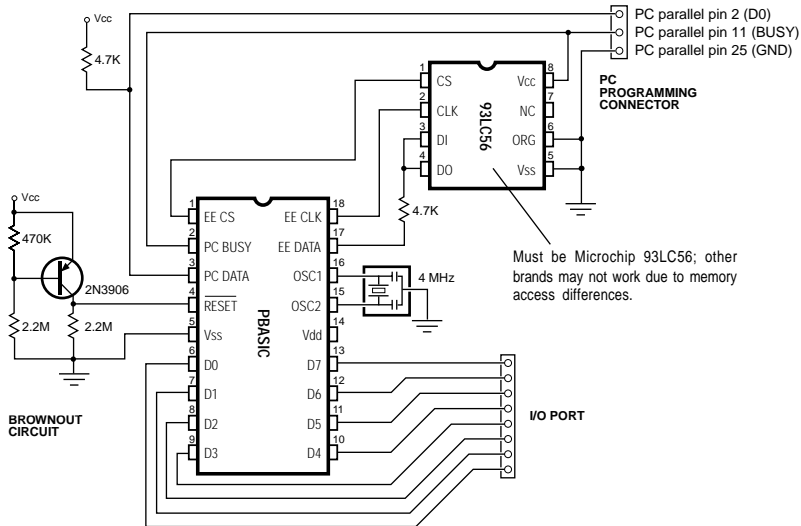 Vcc
4.7K
PC parallel pin 2 (D0)
PC parallel pin 11 (BUSY)
PC parallel pin 25 (GND)
PC
PROGRAMMING
CONNECTOR
93LC56
1 CS
2 CLK
3 DI
4 DO
8 Vcc
7 NC
6 ORG
5 Vss
4.7K
Must be Microchip 93LC56; other
brands may not work due to memory
access differences.
Vcc
470K
2N3906
2.2M
2.2M
BROWNOUT
CIRCUIT
PBASIC
1 EE CS
2 PC BUSY
3 PC DATA
4 RESET
5 Vss
6 D0
7 D1
8 D2
9 D3
18 EE CLK
17 EE DATA
16 OSC1
15 OSC2
14 Vdd
13 D7
12 D6
11 D5
10 D4
4 MHz
I/O PORT